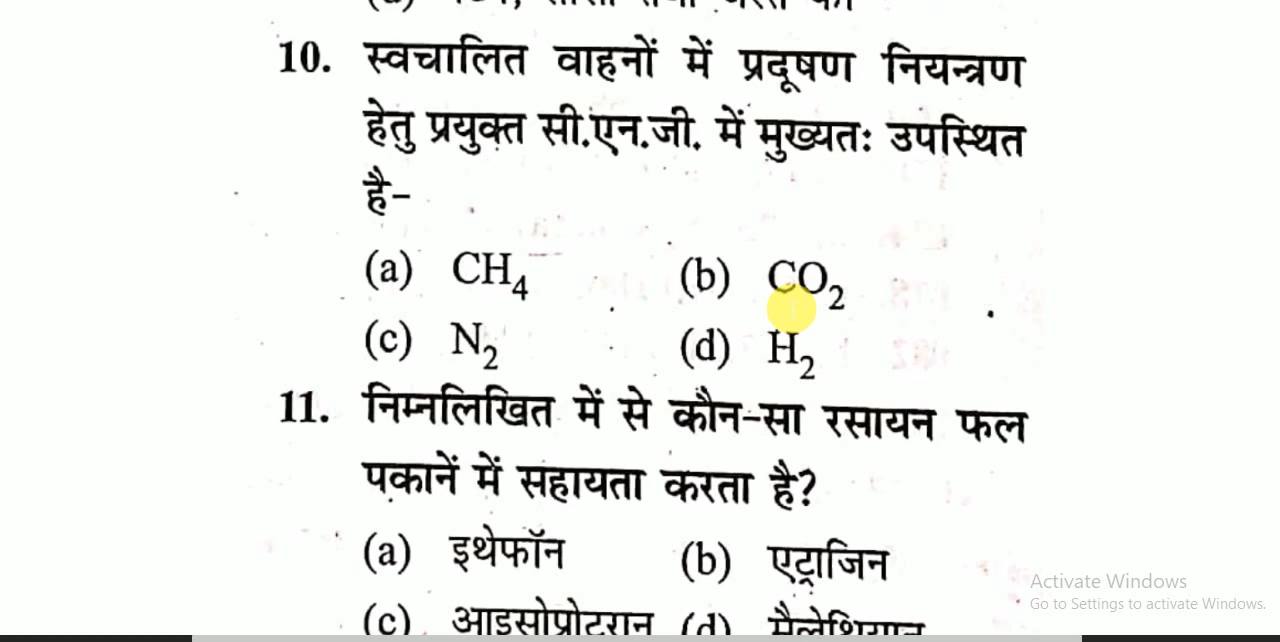 10. स्वचालित वाहनों में प्रदूषण नियन्त्रण
हेतु प्रयुक्त सी.एन.जी. में मुख्यतः उपस्थित
है-
(a) CH₄ (b) CO₂
(c) N₂ (d) H₂
11. निम्नलिखित में से कौन-सा रसायन फल
पकानें में सहायता करता है?
(a) इथेफॉन (b) एट्राजिन
(c) आइसोप्रोटूरान (d) मैलेथियान
Activate Windows
Go to Settings to activate Windows.